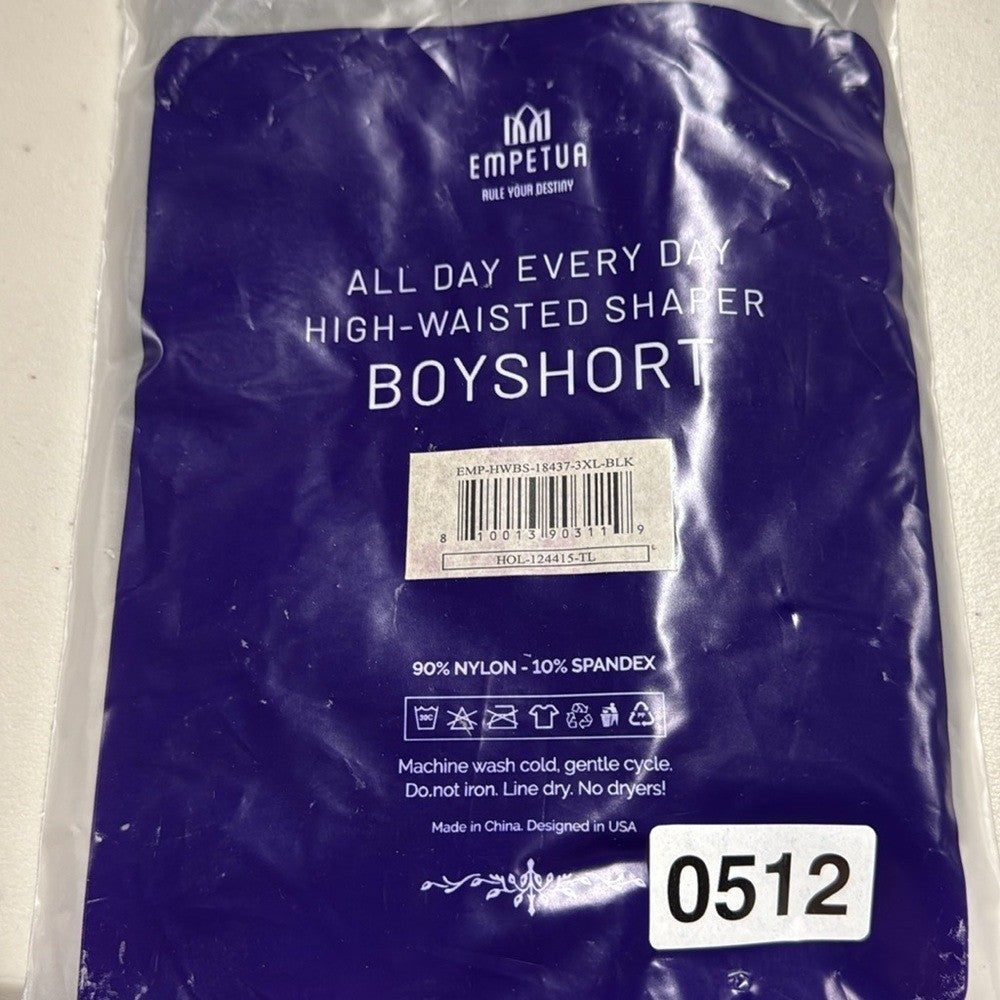 EMPETUA
RULE YOUR DESTINY
ALL DAY EVERY DAY
HIGH-WAISTED SHAPER
BOYSHORT
EMP-HWBS-18437-3XL-BLK
8 10013 90311 9
HOL-124415-TL
90% NYLON - 10% SPANDEX
30C
Machine wash cold, gentle cycle.
Do.not iron. Line dry. No dryers!
Made in China. Designed in USA
0512